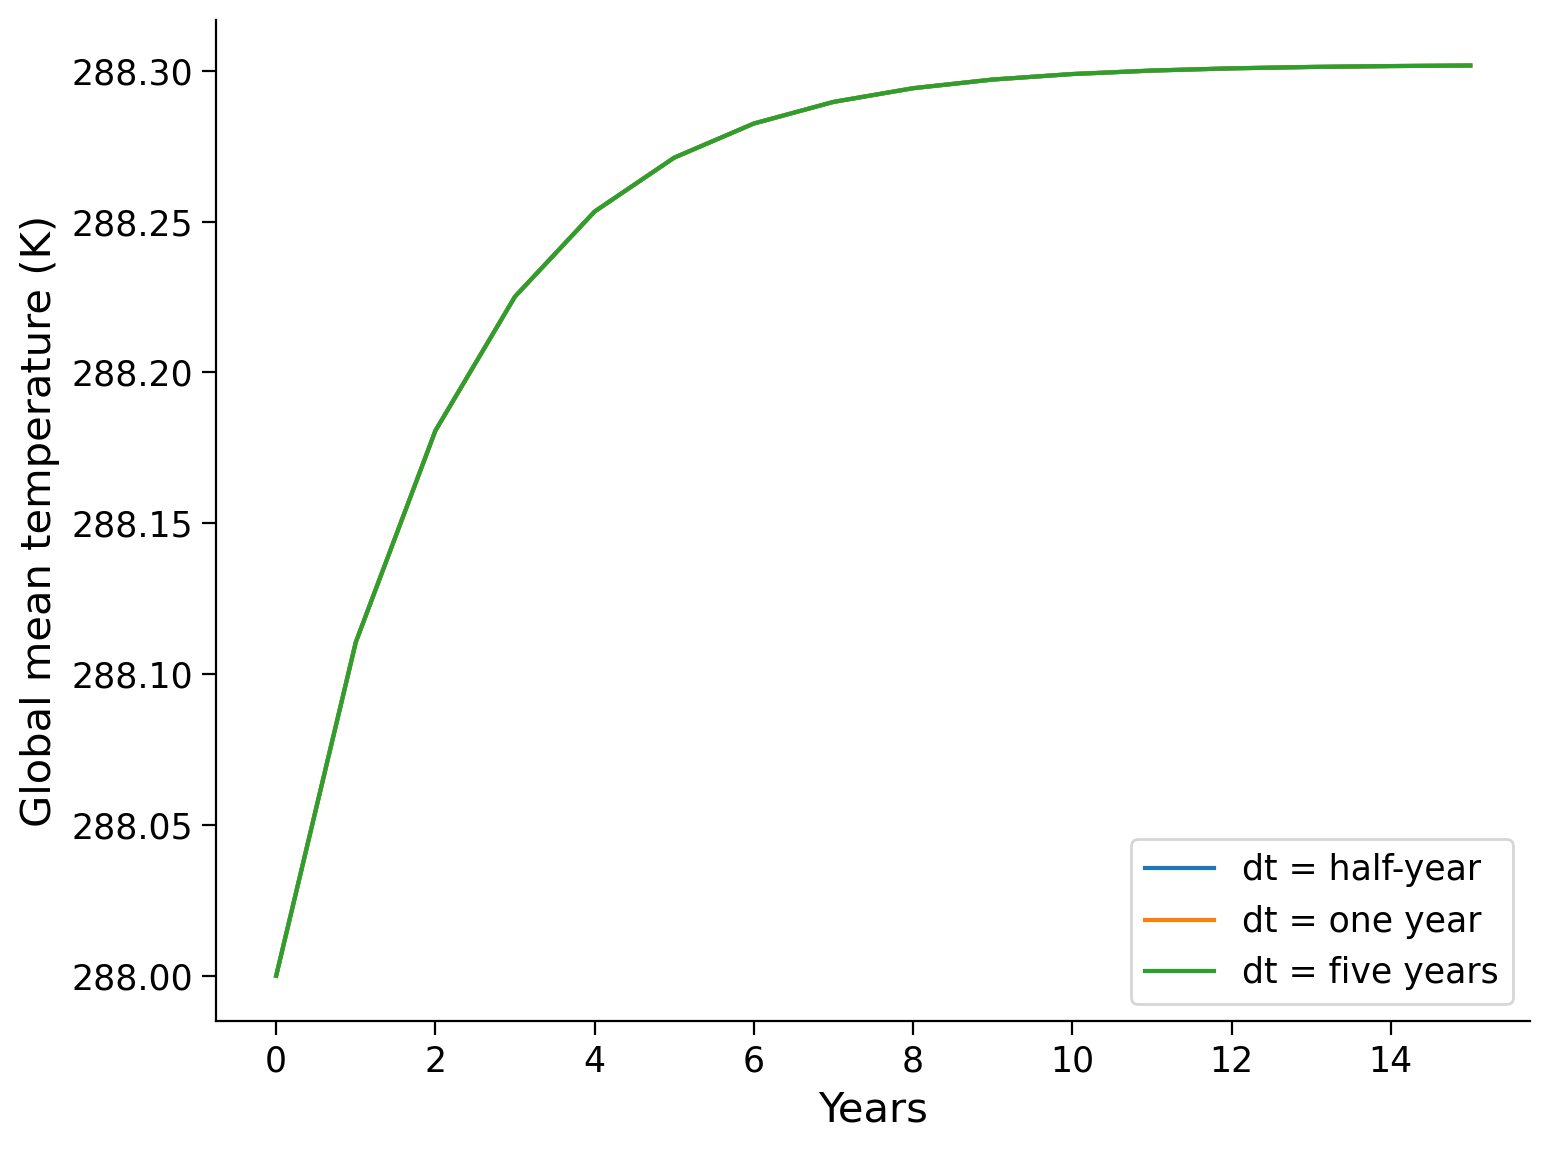 Global mean temperature (K)
288.30
288.25
288.20
288.15
288.10
288.05
288.00
0 2 4 6 8 10 12 14
Years
dt = half-year
dt = one year
dt = five years